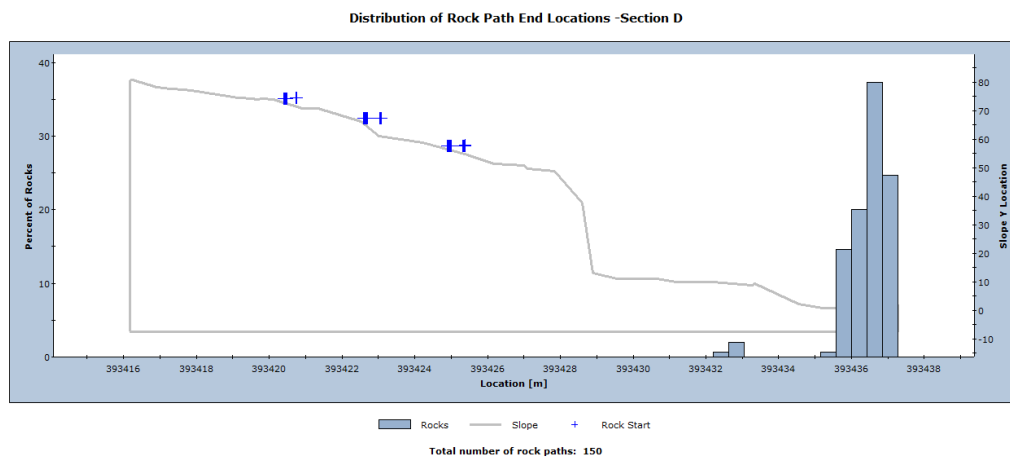 Distribution of Rock Path End Locations -Section D
40
30
20
10
0
Percent of Rocks
80
70
60
50
40
30
20
10
0
-10
Slope Y Location
393416 393418 393420 393422 393424 393426 393428 393430 393432 393434 393436 393438
Location [m]
Rocks Slope Rock Start
Total number of rock paths: 150